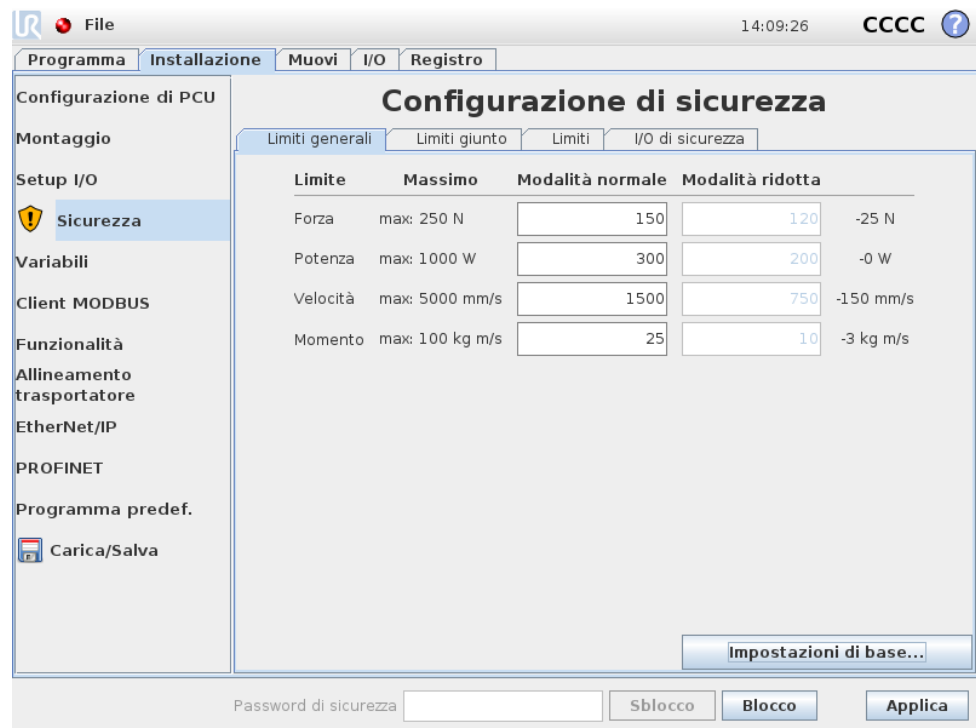 UR File 14:09:26 CCCC ?
Programma Installazione Muovi I/O Registro
Configurazione di PCU
Montaggio
Setup I/O
Sicurezza
Variabili
Client MODBUS
Funzionalità
Allineamento
trasportatore
EtherNet/IP
PROFINET
Programma predef.
Carica/Salva
Configurazione di sicurezza
Limiti generali Limiti giunto Limiti I/O di sicurezza
Limite Massimo Modalità normale Modalità ridotta
Forza max: 250 N 150 120 -25 N
Potenza max: 1000 W 300 200 -0 W
Velocità max: 5000 mm/s 1500 750 -150 mm/s
Momento max: 100 kg m/s 25 10 -3 kg m/s
Impostazioni di base...
Password di sicurezza Sblocco Blocco Applica